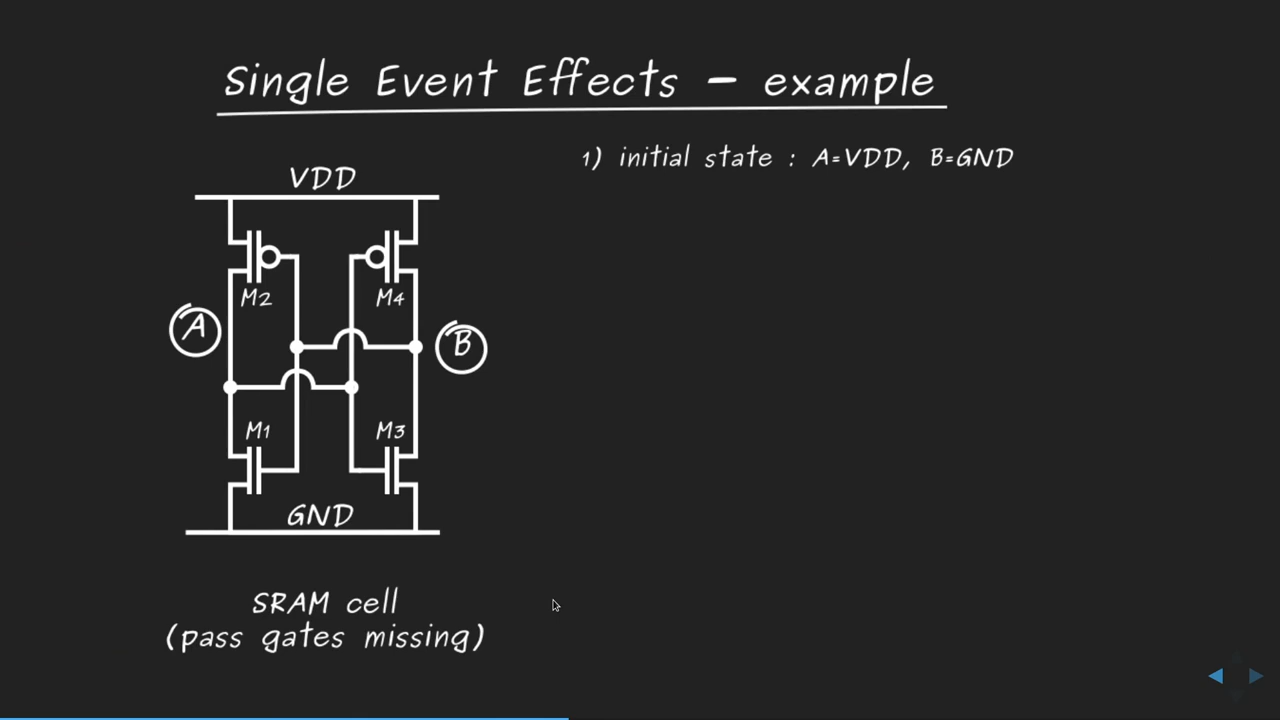 Single Event Effects - example
1) initial state : A=VDD, B=GND
VDD
M2
M4
A
B
M1
M3
GND
SRAM cell
(pass gates missing)